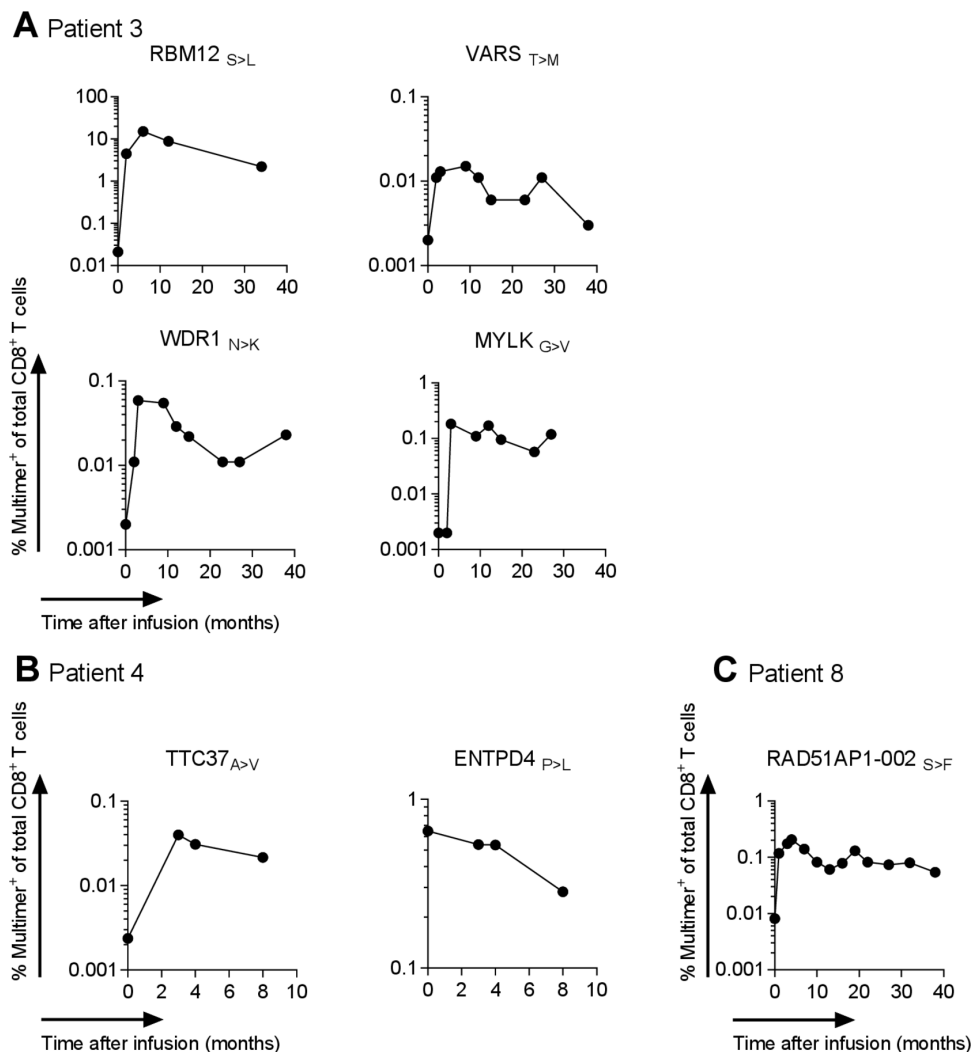 A Patient 3
RBM12 S>L
VARS T>M
100
10
1
0.1
0.01
0 10 20 30 40
0.1
0.01
0.001
0 10 20 30 40
% Multimer+ of total CD8+ T cells
WDR1 N>K
MYLK G>V
0.1
0.01
0.001
0 10 20 30 40
1
0.1
0.01
0.001
0 10 20 30 40
Time after infusion (months)
B Patient 4
C Patient 8
% Multimer+ of total CD8+ T cells
TTC37 A>V
ENTPD4 P>L
0.1
0.01
0.001
0 2 4 6 8 10
1
0.1
0 2 4 6 8 10
Time after infusion (months)
% Multimer+ of total CD8+ T cells
RAD51AP1-002 S>F
1
0.1
0.01
0.001
0 10 20 30 40
Time after infusion (months)